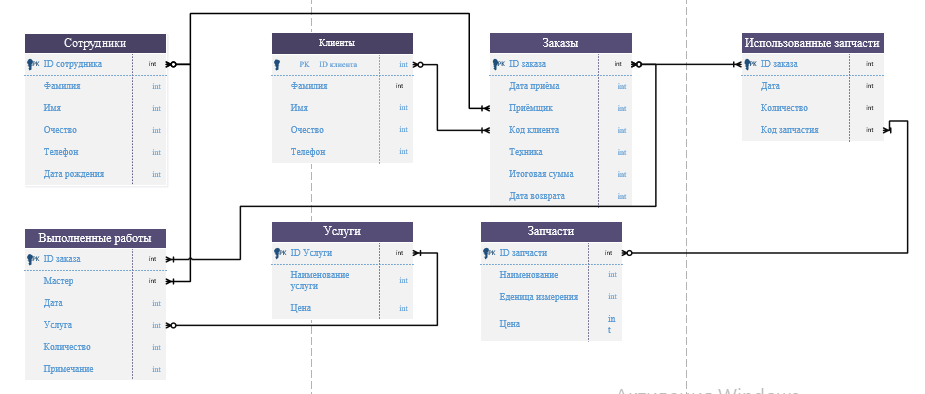 Сотрудники
PK ID сотрудника int
Фамилия int
Имя int
Очество int
Телефон int
Дата рождения int
Клиенты
PK ID клиента int
Фамилия int
Имя int
Очество int
Телефон int
Заказы
PK ID заказа int
Дата приёма int
Приёмщик int
Код клиента int
Техника int
Итоговая сумма int
Дата возврата int
Использованные запчасти
PK ID заказа int
Дата int
Количество int
Код запчастия int
Выполненные работы
PK ID заказа int
Мастер int
Дата int
Услуга int
Количество int
Примечание int
Услуги
PK ID Услуги int
Наименование
услуги int
Цена int
Запчасти
PK ID запчасти int
Наименование int
Еденица измерения int
Цена in
t